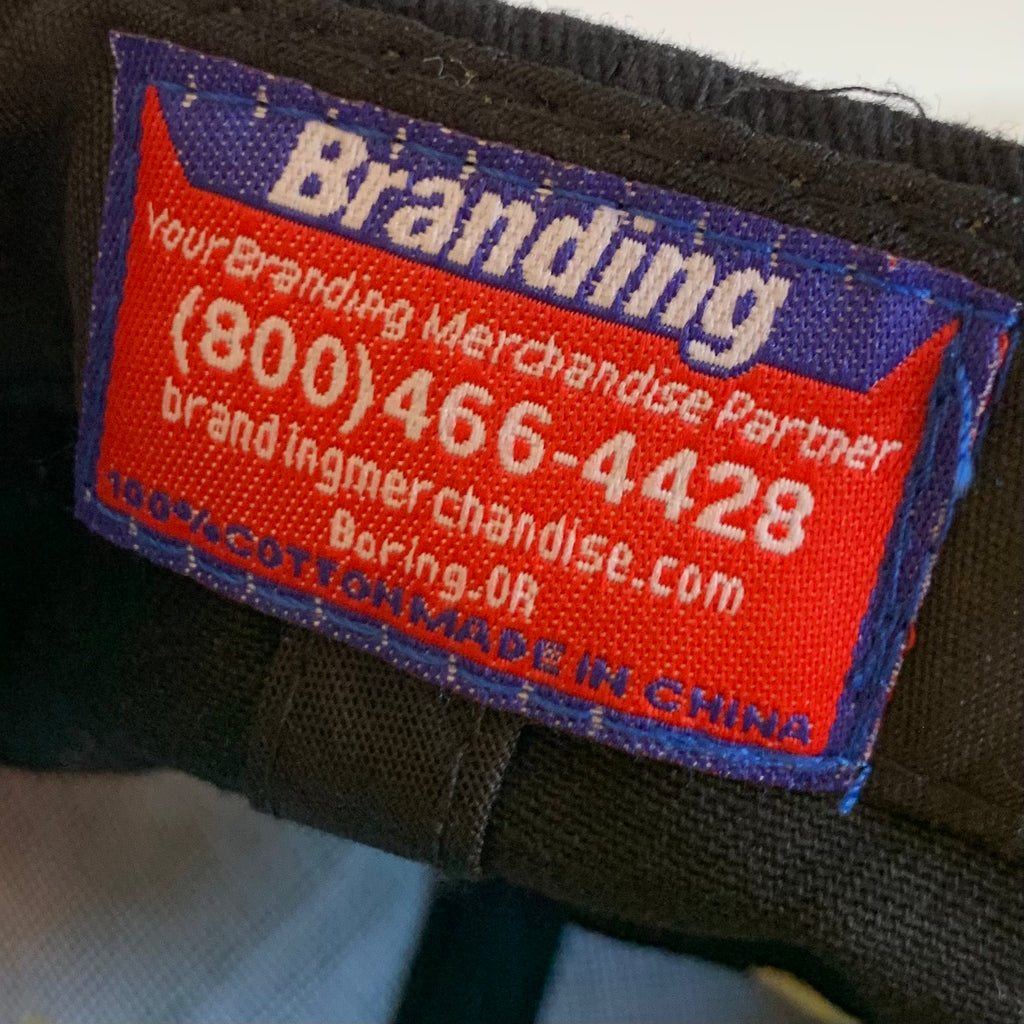 Branding
Your Branding Merchandise Partner
(800)466-4428
brandingmerchandise.com
Boring.OR
100% COTTON MADE IN CHINA